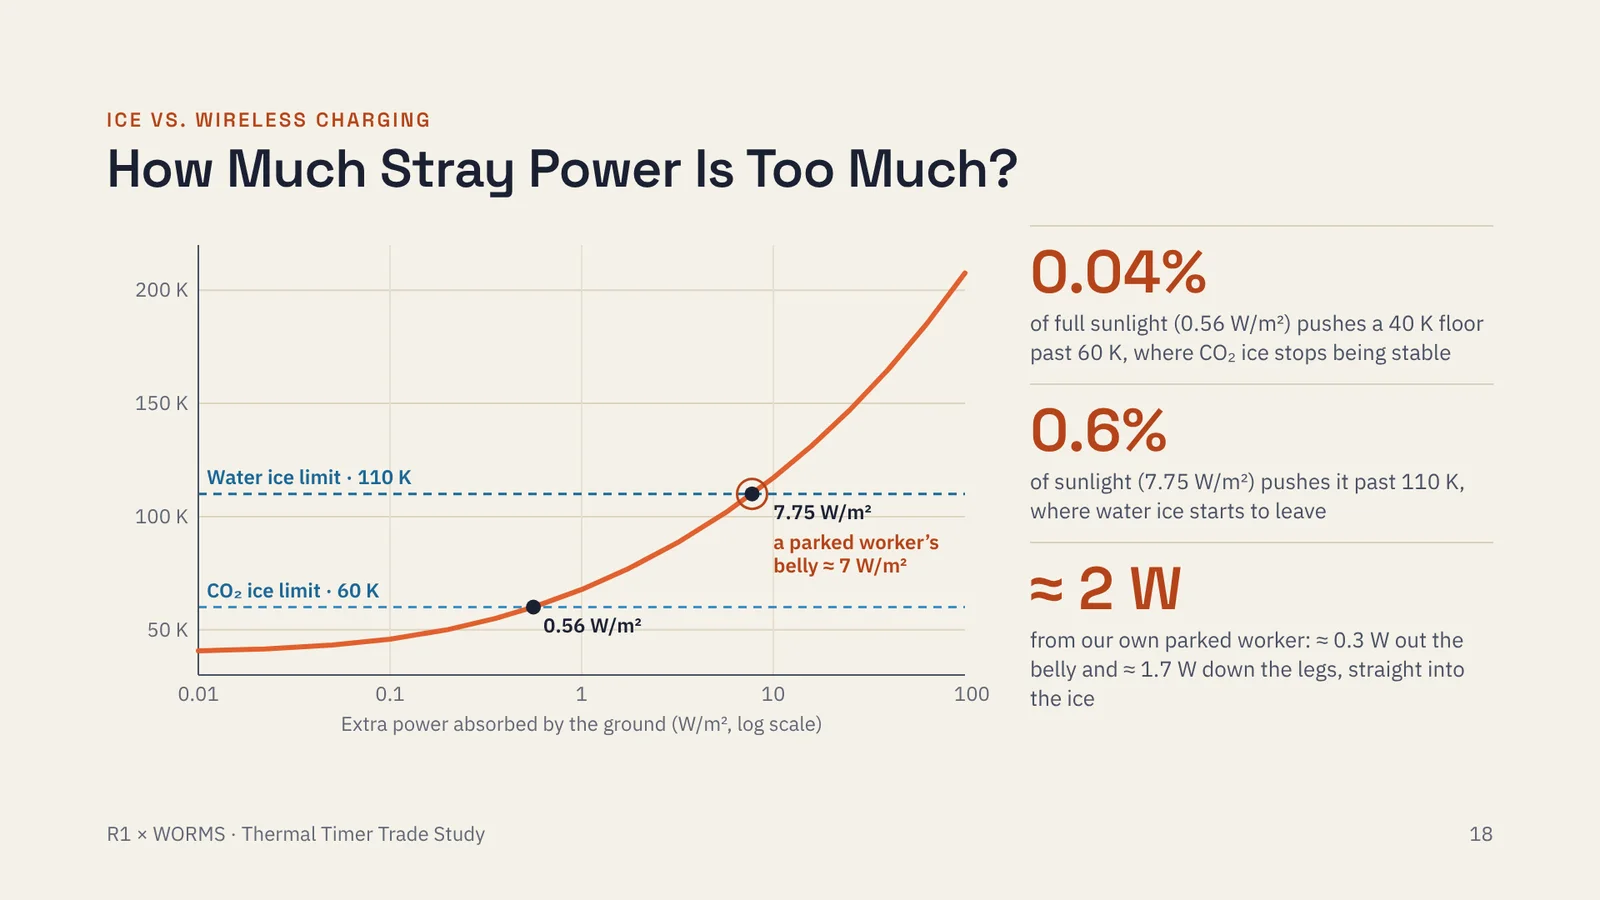 ICE VS. WIRELESS CHARGING
How Much Stray Power Is Too Much?
200 K
150 K
Water ice limit · 110 K
100 K
7.75 W/m²
a parked worker’s
belly ≈ 7 W/m²
CO₂ ice limit · 60 K
0.56 W/m²
50 K
0.01
0.1
1
10
100
Extra power absorbed by the ground (W/m², log scale)
0.04%
of full sunlight (0.56 W/m²) pushes a 40 K floor
past 60 K, where CO₂ ice stops being stable
0.6%
of sunlight (7.75 W/m²) pushes it past 110 K,
where water ice starts to leave
≈ 2 W
from our own parked worker: ≈ 0.3 W out the
belly and ≈ 1.7 W down the legs, straight into
the ice
R1 × WORMS · Thermal Timer Trade Study
18